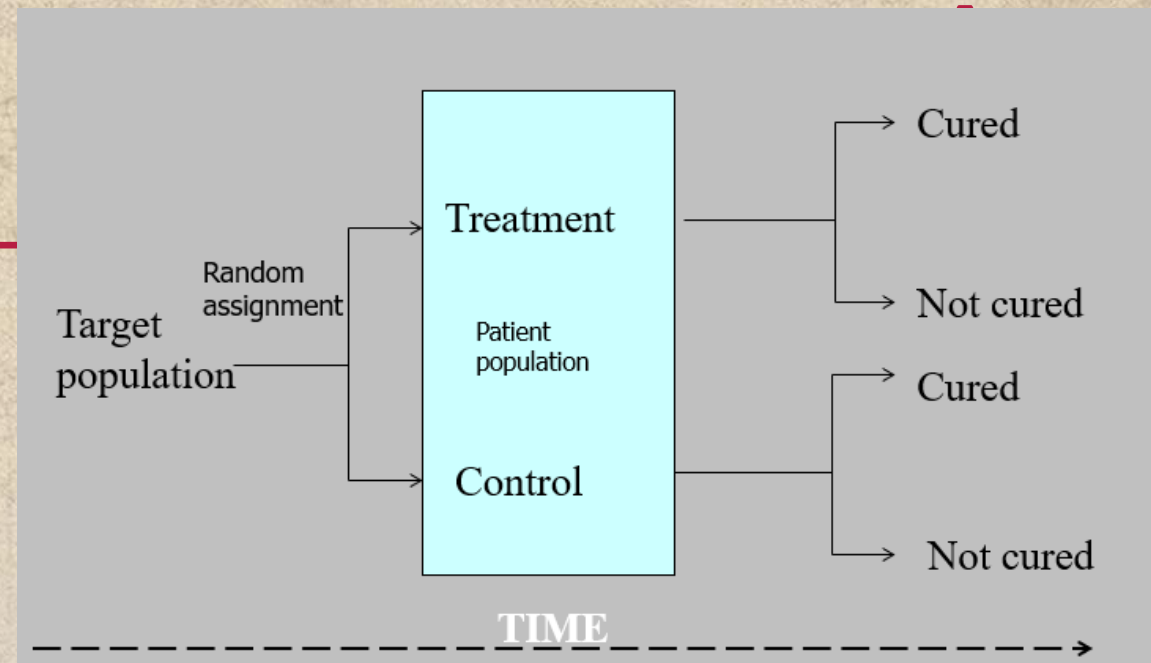 Cured
Treatment
Random
assignment
Not cured
Target
population
Patient
population
Cured
Control
Not cured
TIME